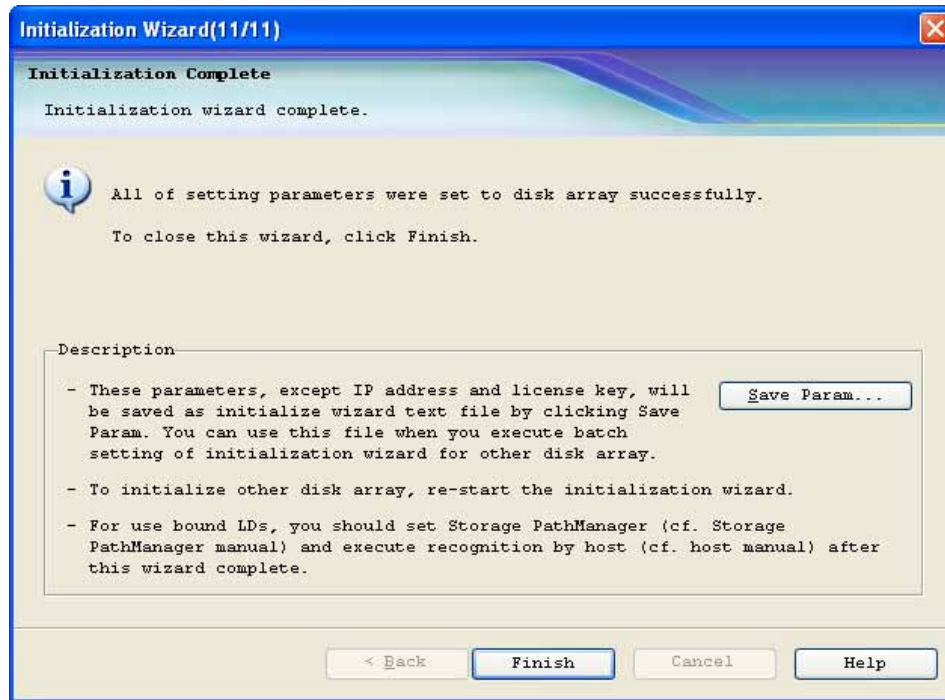 Initialization Wizard(11/11)
Initialization Complete
Initialization wizard complete.
All of setting parameters were set to disk array successfully.
To close this wizard, click Finish.
Description
- These parameters, except IP address and license key, will
be saved as initialize wizard text file by clicking Save
Param. You can use this file when you execute batch
setting of initialization wizard for other disk array.
Save Param...
- To initialize other disk array, re-start the initialization wizard.
- For use bound LDs, you should set Storage PathManager (cf. Storage
PathManager manual) and execute recognition by host (cf. host manual) after
this wizard complete.
< Back Finish Cancel Help